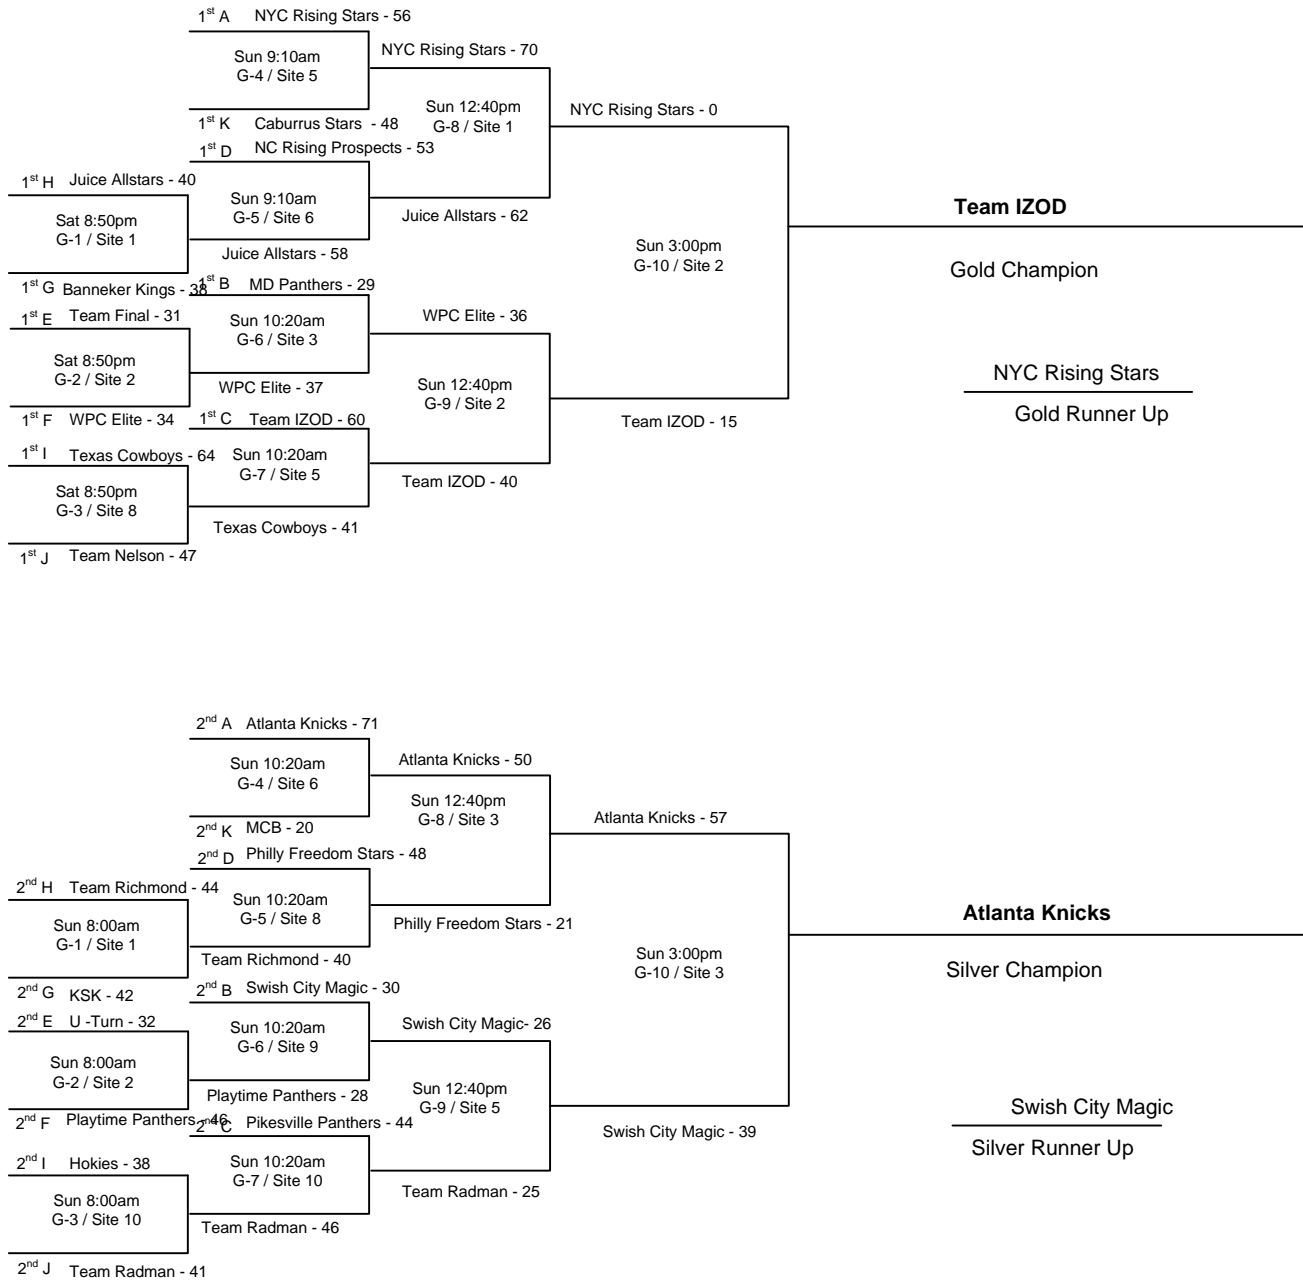 1st A NYC Rising Stars - 56
Sun 9:10am
G-4 / Site 5
NYC Rising Stars - 70
1st K Caburrus Stars - 48
Sun 12:40pm
G-8 / Site 1
NYC Rising Stars - 0
1st D NC Rising Prospects - 53
1st H Juice Allstars - 40
Sun 9:10am
G-5 / Site 6
Sat 8:50pm
G-1 / Site 1
Juice Allstars - 62
Juice Allstars - 58
Team IZOD
Gold Champion
Sun 3:00pm
G-10 / Site 2
1st G Banneker Kings - 38
1st B MD Panthers - 29
1st E Team Final - 31
Sun 10:20am
G-6 / Site 3
WPC Elite - 36
Sat 8:50pm
G-2 / Site 2
WPC Elite - 37
Sun 12:40pm
G-9 / Site 2
NYC Rising Stars
Gold Runner Up
1st F WPC Elite - 34
1st C Team IZOD - 60
Team IZOD - 15
1st I Texas Cowboys - 64
Sun 10:20am
G-7 / Site 5
Team IZOD - 40
Sat 8:50pm
G-3 / Site 8
Texas Cowboys - 41
1st J Team Nelson - 47
2nd A Atlanta Knicks - 71
Sun 10:20am
G-4 / Site 6
Atlanta Knicks - 50
2nd K MCB - 20
Sun 12:40pm
G-8 / Site 3
Atlanta Knicks - 57
2nd D Philly Freedom Stars - 48
2nd H Team Richmond - 44
Sun 10:20am
G-5 / Site 8
Sun 8:00am
G-1 / Site 1
Philly Freedom Stars - 21
Team Richmond - 40
Atlanta Knicks
Silver Champion
Sun 3:00pm
G-10 / Site 3
2nd G KSK - 42
2nd B Swish City Magic - 30
2nd E U -Turn - 32
Sun 10:20am
G-6 / Site 9
Swish City Magic- 26
Sun 8:00am
G-2 / Site 2
Playtime Panthers - 28
Sun 12:40pm
G-9 / Site 5
Swish City Magic
Silver Runner Up
2nd F Playtime Panthers - 46
2nd C Pikesville Panthers - 44
Swish City Magic - 39
2nd I Hokies - 38
Sun 10:20am
G-7 / Site 10
Team Radman - 25
Sun 8:00am
G-3 / Site 10
Team Radman - 46
2nd J Team Radman - 41